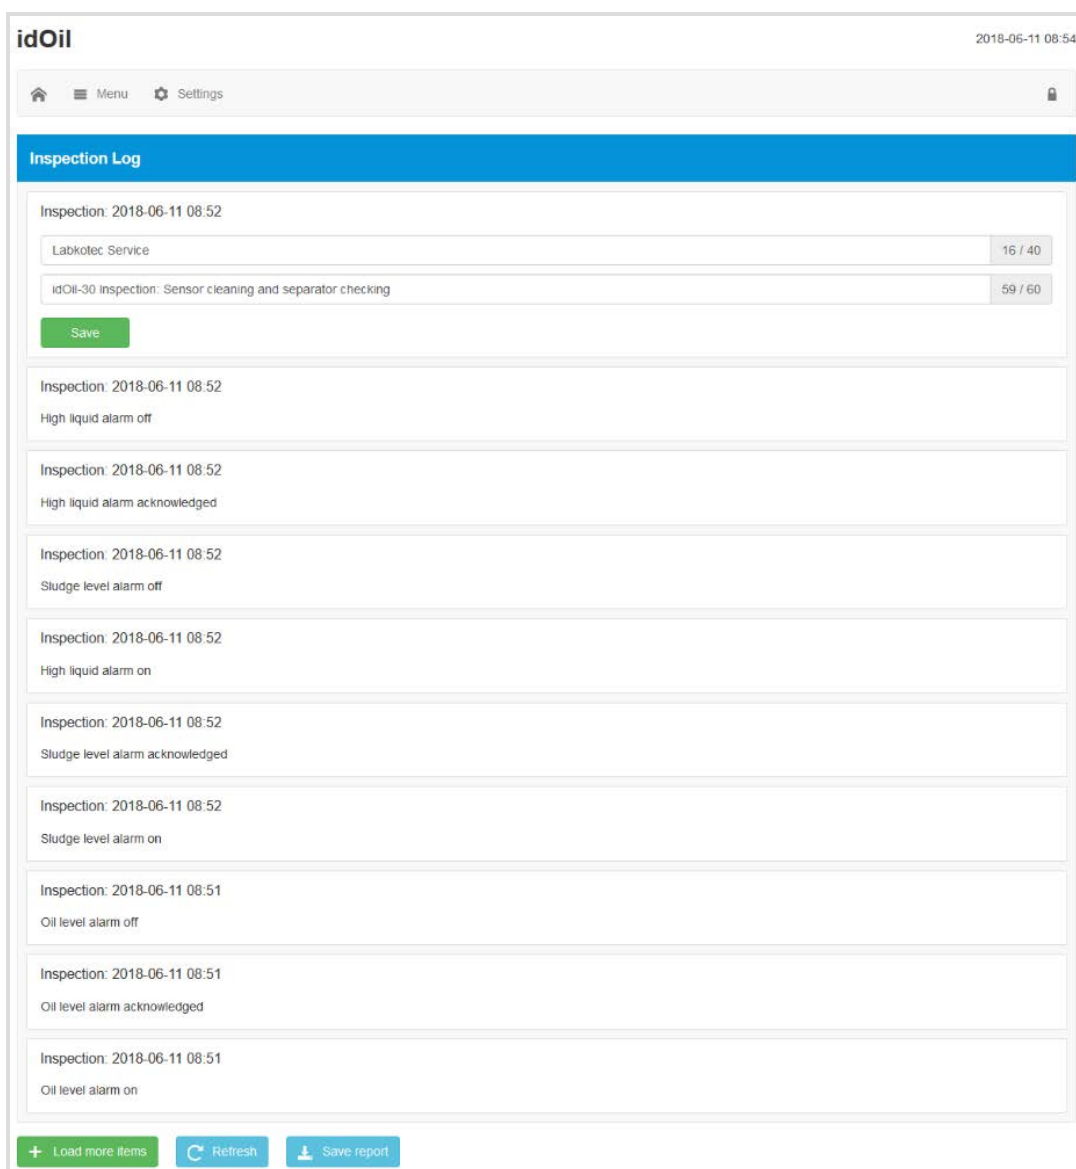 idOil
2018-06-11 08:54
Menu Settings
Inspection Log
Inspection: 2018-06-11 08:52
Labkotec Service 16 / 40
idOil-30 Inspection: Sensor cleaning and separator checking 59 / 60
Save
Inspection: 2018-06-11 08:52
High liquid alarm off
Inspection: 2018-06-11 08:52
High liquid alarm acknowledged
Inspection: 2018-06-11 08:52
Sludge level alarm off
Inspection: 2018-06-11 08:52
High liquid alarm on
Inspection: 2018-06-11 08:52
Sludge level alarm acknowledged
Inspection: 2018-06-11 08:52
Sludge level alarm on
Inspection: 2018-06-11 08:51
Oil level alarm off
Inspection: 2018-06-11 08:51
Oil level alarm acknowledged
Inspection: 2018-06-11 08:51
Oil level alarm on
Load more items Refresh Save report